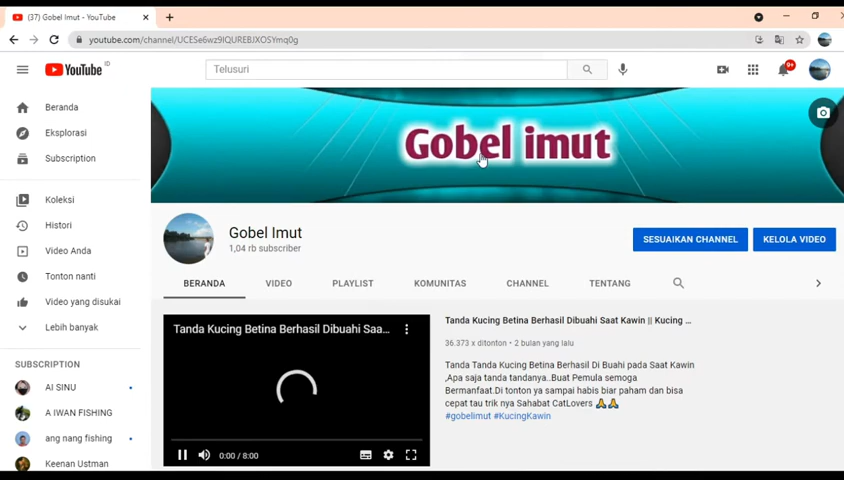 (37) Gobel Imut - YouTube
youtube.com/channel/UCESe6wz9IQUREBJXOSYmq0g
YouTube ID
Telusuri
9+
Gobel imut
Beranda
Eksplorasi
Subscription
Koleksi
Histori
Video Anda
Tonton nanti
Video yang disukai
Lebih banyak
SUBSCRIPTION
AI SINU
A IWAN FISHING
ang nang fishing
Keenan Ustman
Gobel Imut
1,04 rb subscriber
SESUAIKAN CHANNEL
KELOLA VIDEO
BERANDA
VIDEO
PLAYLIST
KOMUNITAS
CHANNEL
TENTANG
Tanda Kucing Betina Berhasil Dibuahi Saa...
0:00 / 8:00
Tanda Kucing Betina Berhasil Dibuahi Saat Kawin || Kucing ...
36.373 x ditonton • 2 bulan yang lalu
Tanda Tanda Kucing Betina Berhasil Di Buahi pada Saat Kawin
,Apa saja tanda tandanya..Buat Pemula semoga
Bermanfaat.Di tonton ya sampai habis biar paham dan bisa
cepat tau trik nya Sahabat CatLovers 🙏🙏
#gobelimut #KucingKawin